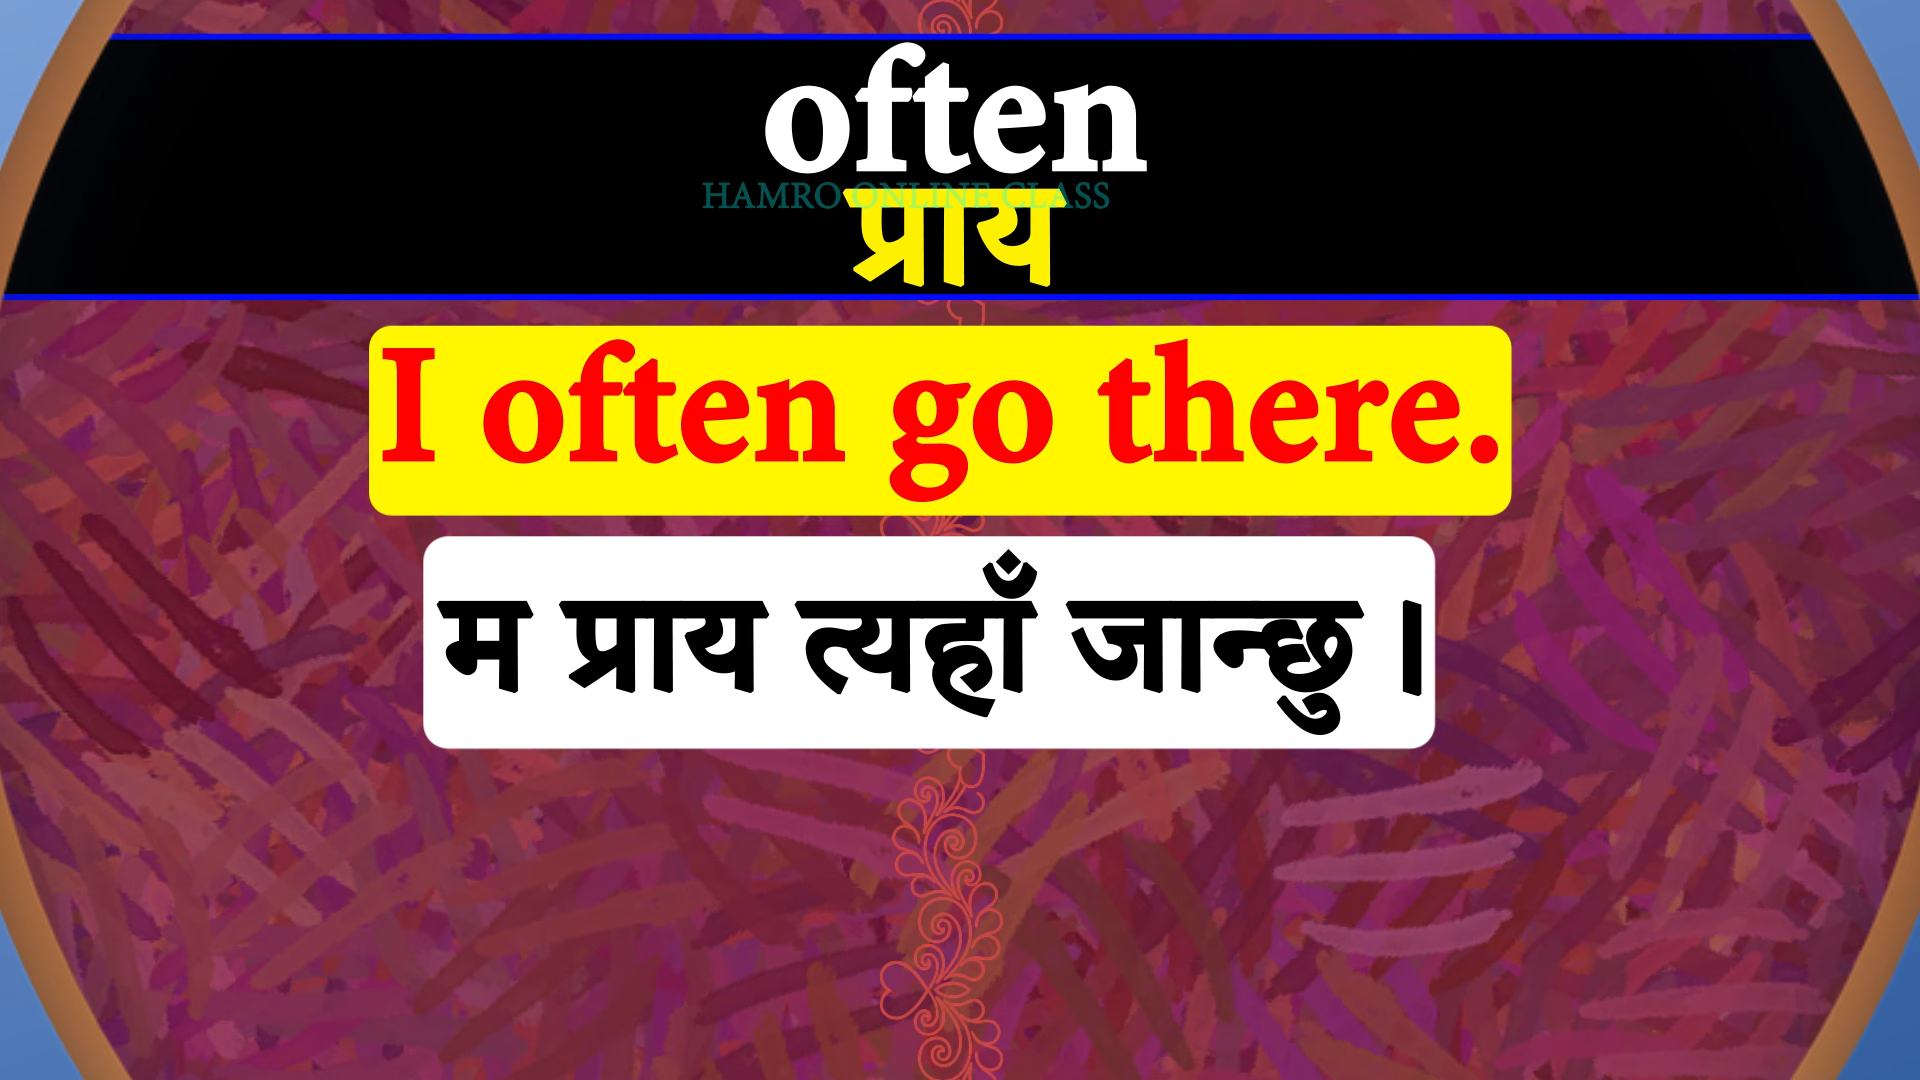 often
HAMRO ONLINE CLASS
प्राय
I often go there.
म प्राय त्यहाँ जान्छु ।